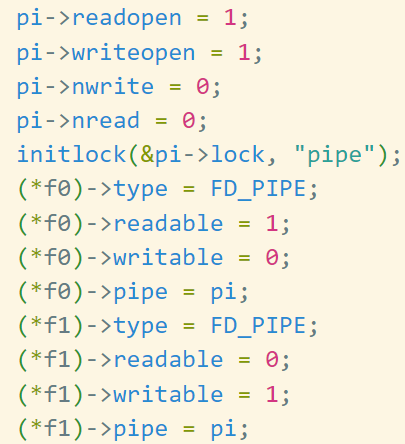 pi->readopen = 1;
pi->writeopen = 1;
pi->nwrite = 0;
pi->nread = 0;
initlock(&pi->lock, "pipe");
(*f0)->type = FD_PIPE;
(*f0)->readable = 1;
(*f0)->writable = 0;
(*f0)->pipe = pi;
(*f1)->type = FD_PIPE;
(*f1)->readable = 0;
(*f1)->writable = 1;
(*f1)->pipe = pi;